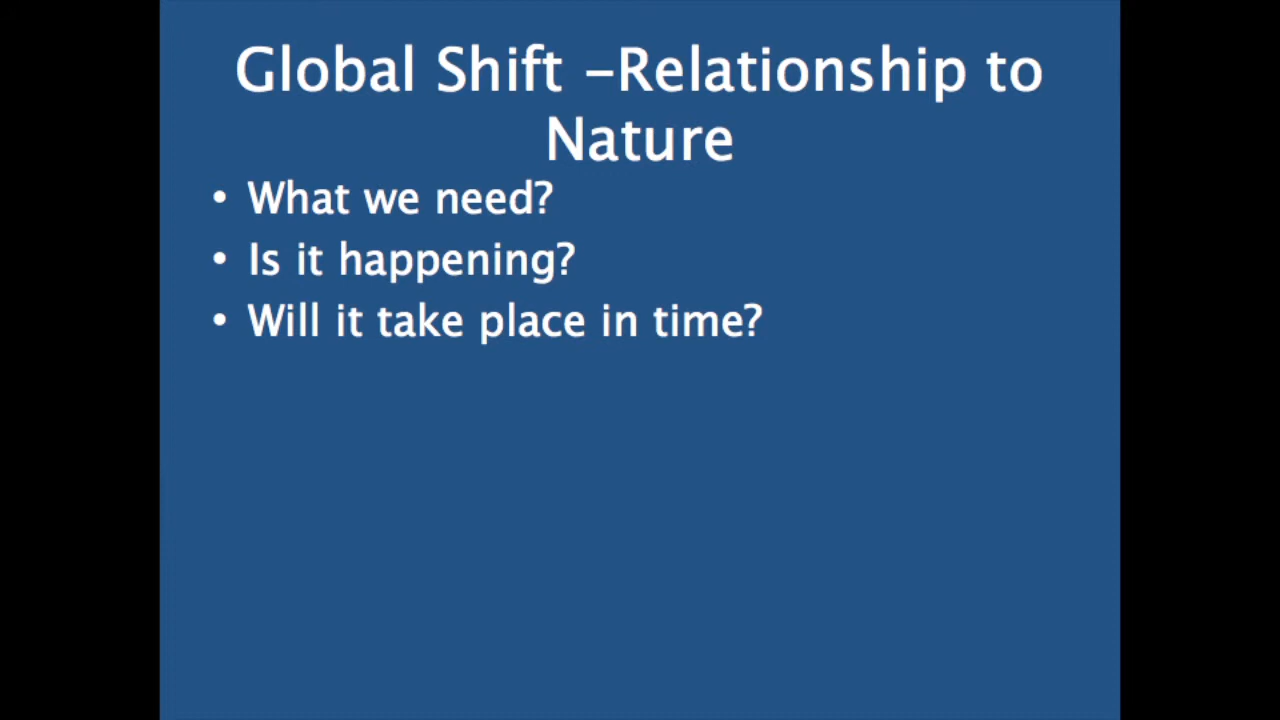 Global Shift –Relationship to
Nature
• What we need?
• Is it happening?
• Will it take place in time?